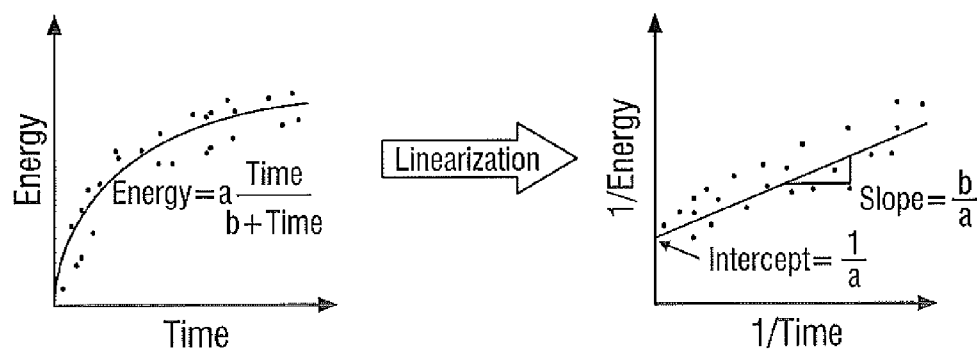 Energy
Energy=a Time
b+Time
Time
Linearization
1/Energy
Slope=b
a
Intercept=1
a
1/Time